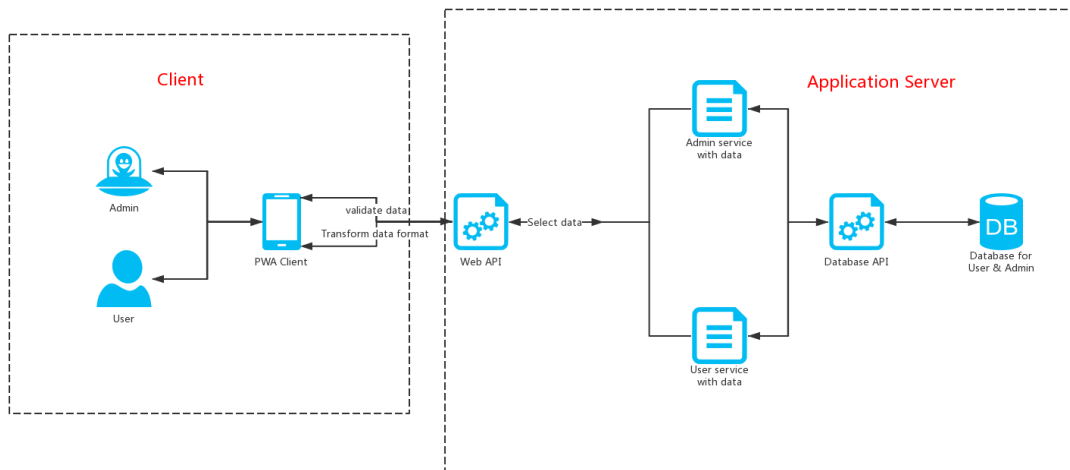 Client
Application Server
Admin
User
PWA Client
validate data
Transform data format
Web API
Select data
Admin service
with data
User service
with data
Database API
DB
Database for
User & Admin